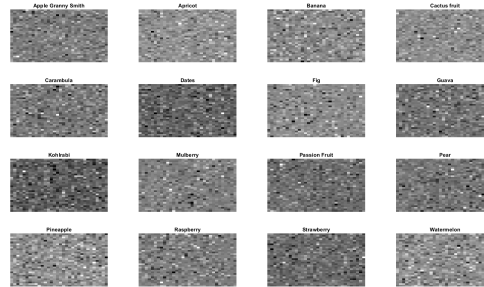 Apple Granny Smith
Apricot
Banana
Cactus fruit
Carambula
Dates
Fig
Guava
Kohlrabi
Mulberry
Passion Fruit
Pear
Pineapple
Raspberry
Strawberry
Watermelon